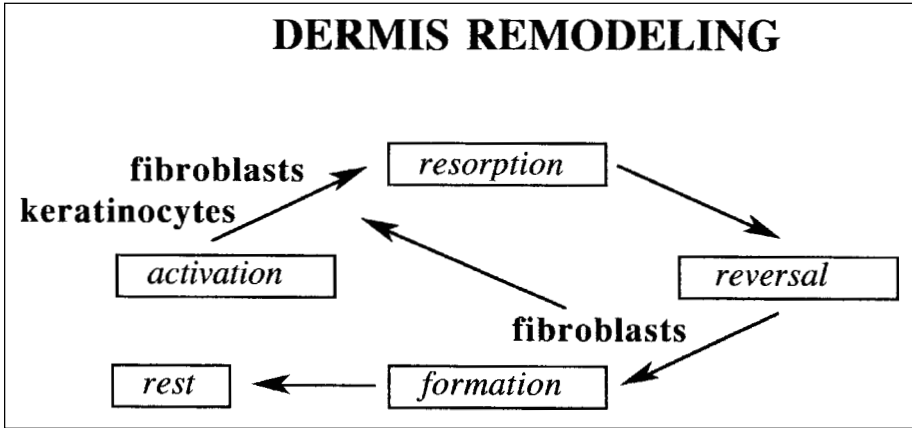 DERMIS REMODELING
resorption
fibroblasts
keratinocytes
activation
reversal
fibroblasts
rest
formation